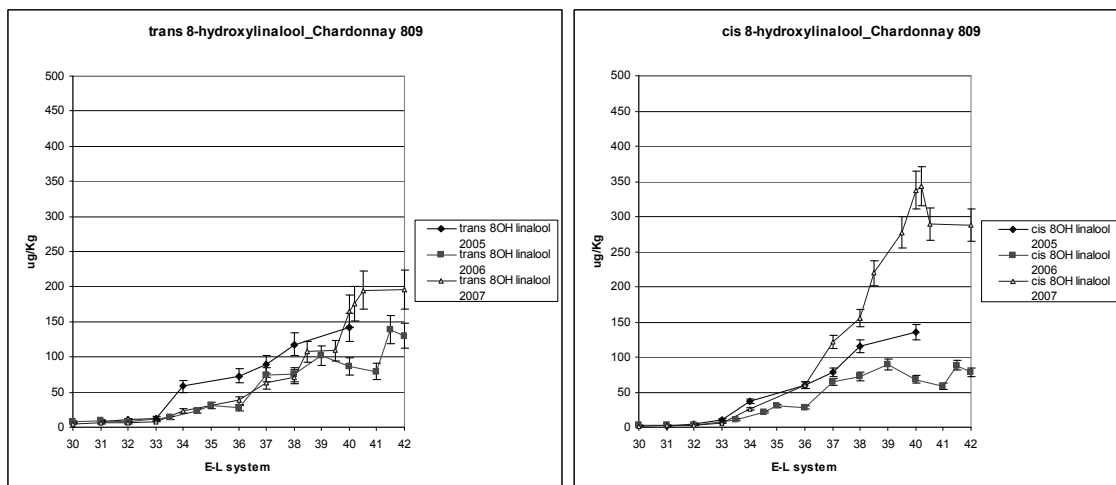 trans 8-hydroxylinalool_Chardonnay 809
500
450
400
350
300
250
200
150
100
50
0
ug/Kg
30 31 32 33 34 35 36 37 38 39 40 41 42
E-L system
trans 8OH linalool
2005
trans 8OH linalool
2006
trans 8OH linalool
2007
cis 8-hydroxylinalool_Chardonnay 809
500
450
400
350
300
250
200
150
100
50
0
ug/Kg
30 31 32 33 34 35 36 37 38 39 40 41 42
E-L system
cis 8OH linalool
2005
cis 8OH linalool
2006
cis 8OH linalool
2007